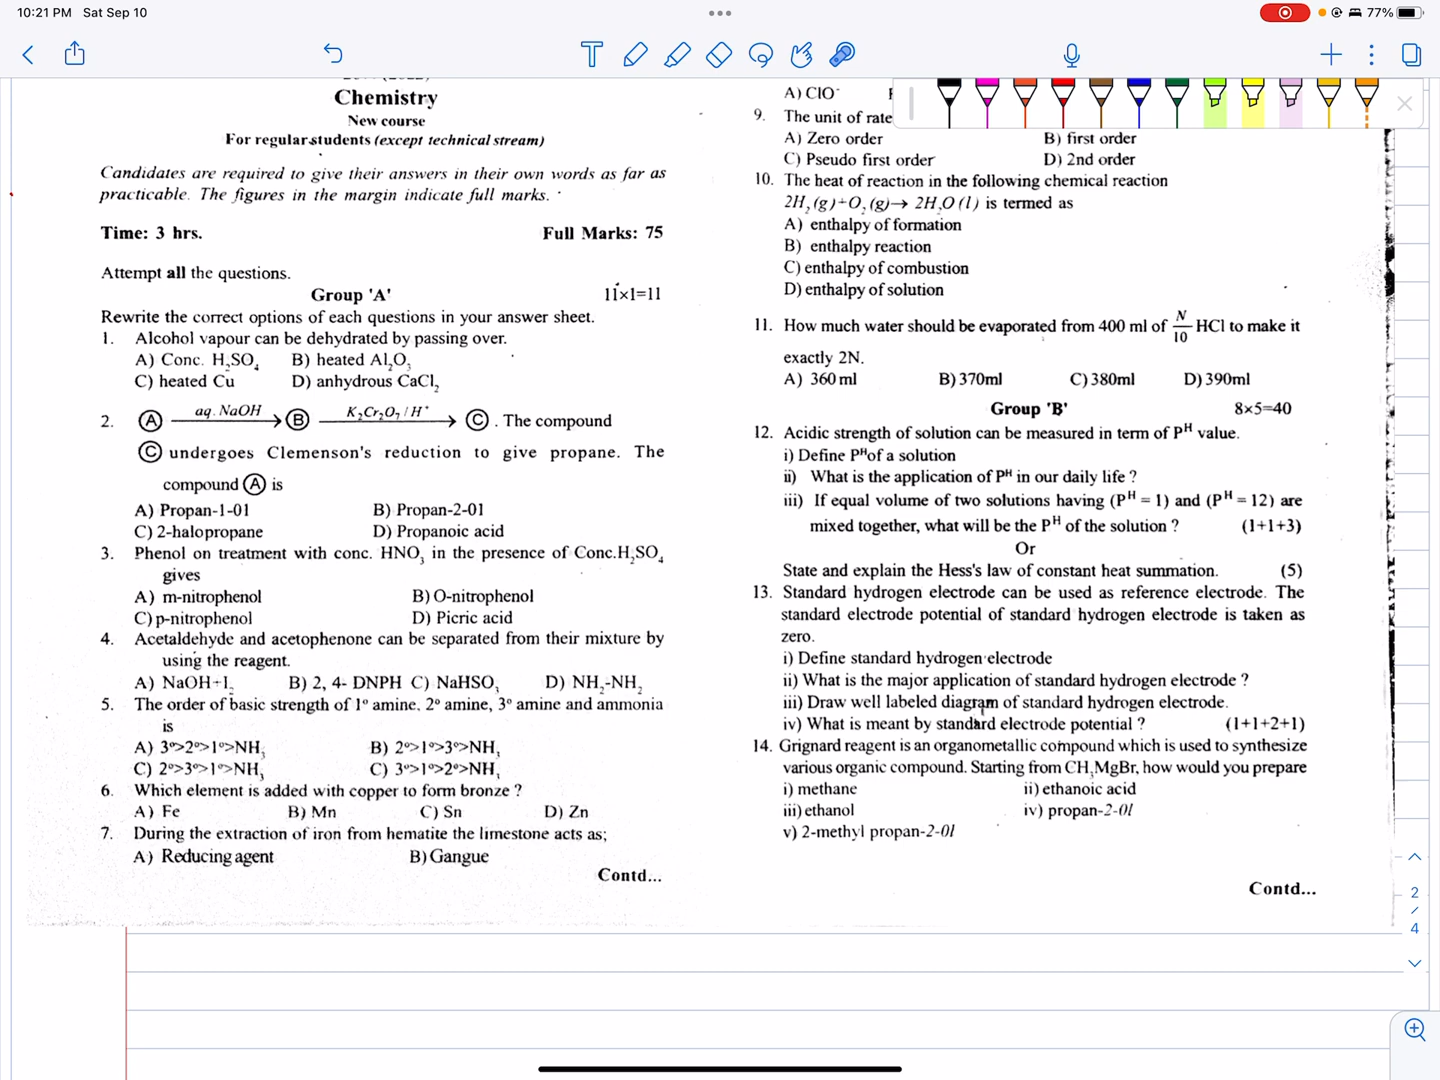 10:21 PM Sat Sep 10
77%
Chemistry
New course
For regular students (except technical stream)
Candidates are required to give their answers in their own words as far as
practicable. The figures in the margin indicate full marks.
Time: 3 hrs. Full Marks: 75
Attempt all the questions.
Group 'A' 11×1=11
Rewrite the correct options of each questions in your answer sheet.
1. Alcohol vapour can be dehydrated by passing over.
A) Conc. H₂SO₄ B) heated Al₂O₃
C) heated Cu D) anhydrous CaCl₂
2. Ⓐ aq. NaOH → Ⓑ K₂Cr₂O₇ / H⁺ → Ⓒ . The compound
Ⓒ undergoes Clemenson's reduction to give propane. The
compound Ⓐ is
A) Propan-1-01 B) Propan-2-01
C) 2-halopropane D) Propanoic acid
3. Phenol on treatment with conc. HNO₃ in the presence of Conc.H₂SO₄
gives
A) m-nitrophenol B) O-nitrophenol
C) p-nitrophenol D) Picric acid
4. Acetaldehyde and acetophenone can be separated from their mixture by
using the reagent.
A) NaOH+I₂ B) 2, 4- DNPH C) NaHSO₃ D) NH₂-NH₂
5. The order of basic strength of 1° amine. 2° amine, 3° amine and ammonia
is
A) 3°>2°>1°>NH₃ B) 2°>1°>3°>NH₃
C) 2°>3°>1°>NH₃ C) 3°>1°>2°>NH₃
6. Which element is added with copper to form bronze ?
A) Fe B) Mn C) Sn D) Zn
7. During the extraction of iron from hematite the limestone acts as;
A) Reducing agent B) Gangue
Contd...
A) ClO⁻
9. The unit of rate
A) Zero order B) first order
C) Pseudo first order D) 2nd order
10. The heat of reaction in the following chemical reaction
2H₂(g)+O₂(g)→ 2H₂O (l) is termed as
A) enthalpy of formation
B) enthalpy reaction
C) enthalpy of combustion
D) enthalpy of solution
11. How much water should be evaporated from 400 ml of N/10 HCl to make it
exactly 2N.
A) 360 ml B) 370ml C) 380ml D) 390ml
Group 'B' 8×5=40
12. Acidic strength of solution can be measured in term of Pᴴ value.
i) Define Pᴴof a solution
ii) What is the application of Pᴴ in our daily life ?
iii) If equal volume of two solutions having (Pᴴ = 1) and (Pᴴ = 12) are
mixed together, what will be the Pᴴ of the solution ? (1+1+3)
Or
State and explain the Hess's law of constant heat summation. (5)
13. Standard hydrogen electrode can be used as reference electrode. The
standard electrode potential of standard hydrogen electrode is taken as
zero.
i) Define standard hydrogen electrode
ii) What is the major application of standard hydrogen electrode ?
iii) Draw well labeled diagram of standard hydrogen electrode.
iv) What is meant by standard electrode potential ? (1+1+2+1)
14. Grignard reagent is an organometallic compound which is used to synthesize
various organic compound. Starting from CH₃MgBr, how would you prepare
i) methane ii) ethanoic acid
iii) ethanol iv) propan-2-0l
v) 2-methyl propan-2-0l
Contd...
2
/
4